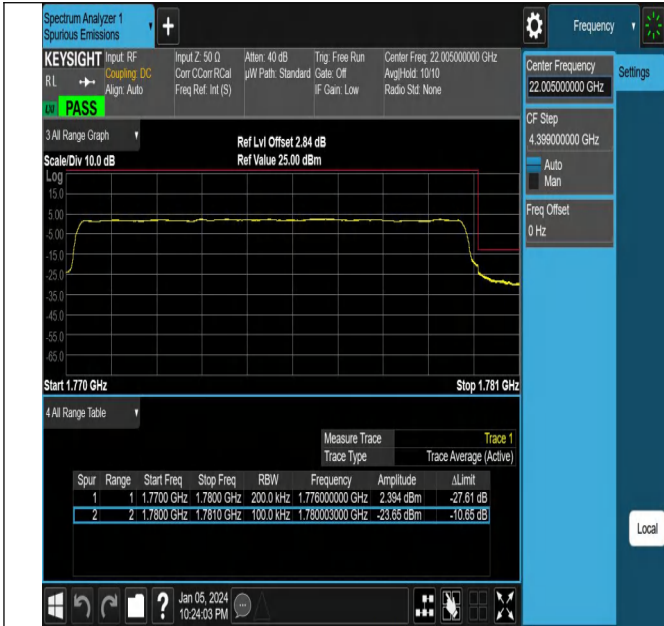 Spectrum Analyzer 1
Spurious Emissions
Frequency
KEYSIGHT
RL
Input: RF
Coupling: DC
Align: Auto
Input Z: 50 Ω
Corr CCorr RCal
Freq Ref: Int (S)
Atten: 40 dB
µW Path: Standard
Trig: Free Run
Gate: Off
IF Gain: Low
Center Freq: 22.005000000 GHz
Avg|Hold: 10/10
Radio Std: None
PASS
Center Frequency
22.005000000 GHz
Settings
CF Step
4.399000000 GHz
Auto
Man
Freq Offset
0 Hz
3 All Range Graph
Scale/Div 10.0 dB
Ref Lvl Offset 2.84 dB
Ref Value 25.00 dBm
Log
15.0
5.00
-5.00
-15.0
-25.0
-35.0
-45.0
-55.0
-65.0
Start 1.770 GHz
Stop 1.781 GHz
4 All Range Table
Measure Trace Trace 1
Trace Type Trace Average (Active)
Spur Range Start Freq Stop Freq RBW Frequency Amplitude ΔLimit
1 1 1.7700 GHz 1.7800 GHz 200.0 kHz 1.776000000 GHz 2.394 dBm -27.61 dB
2 2 1.7800 GHz 1.7810 GHz 100.0 kHz 1.780003000 GHz -23.65 dBm -10.65 dB
Local
Jan 05, 2024
10:24:03 PM